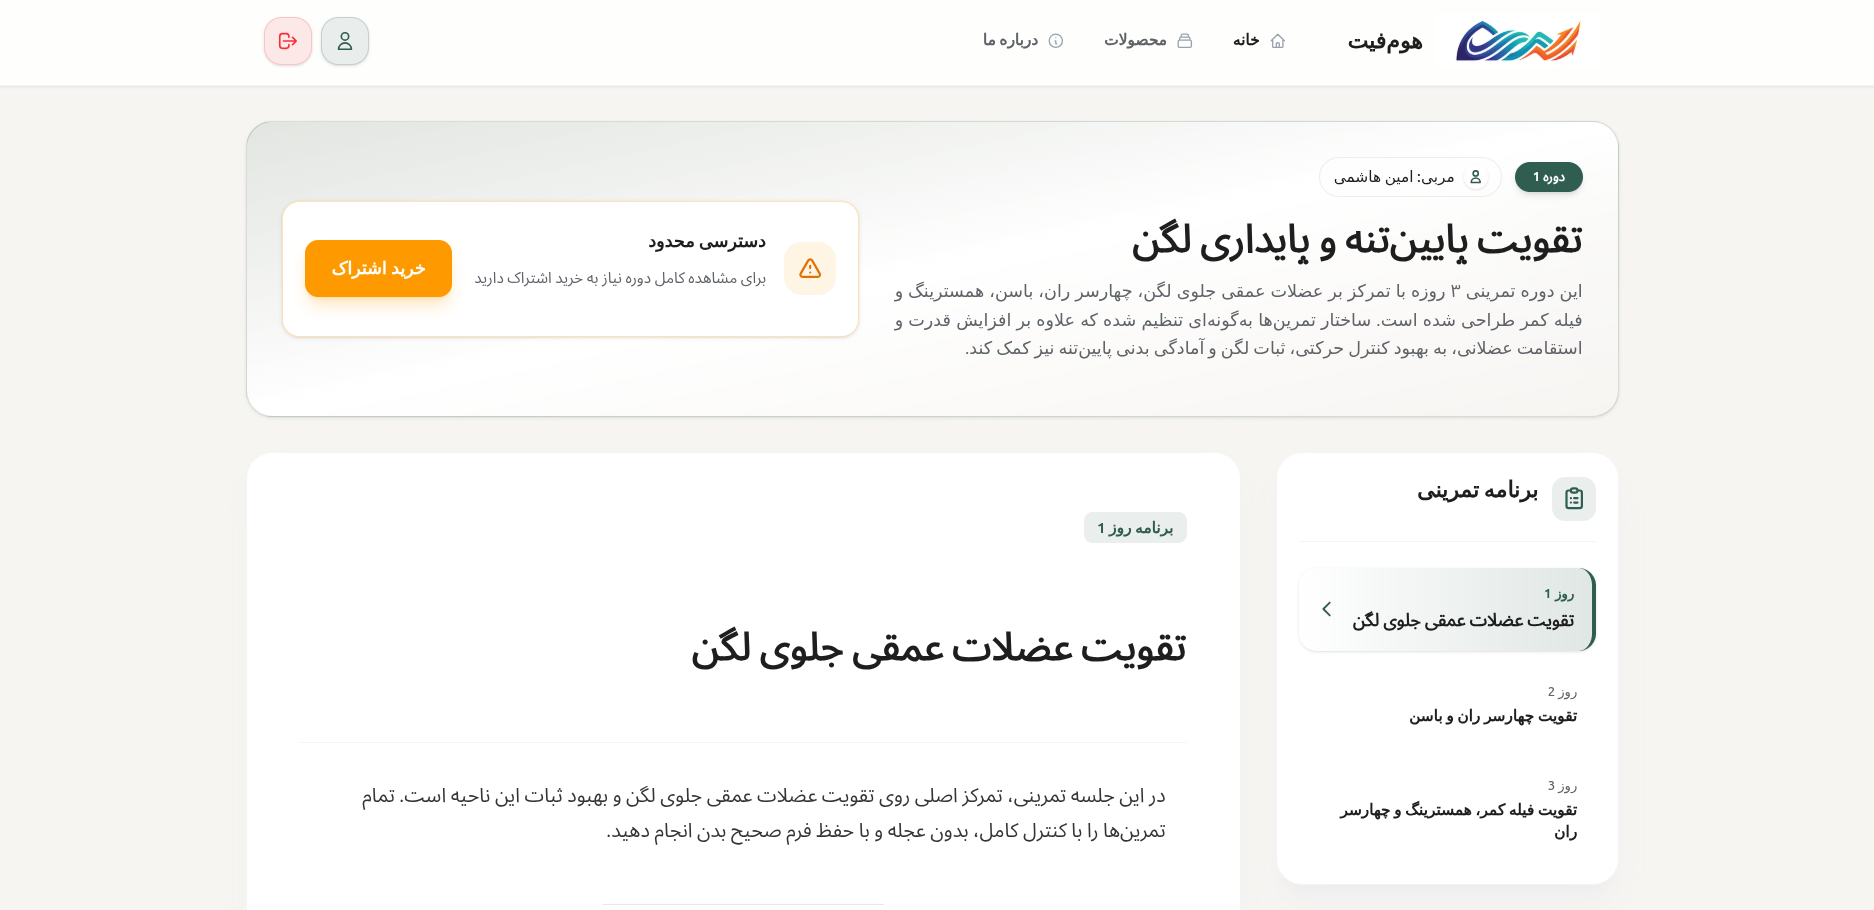 هوم‌فیت
خانه
محصولات
درباره ما
دوره 1
مربی: امین هاشمی
تقویت پایین‌تنه و پایداری لگن
این دوره تمرینی ۳ روزه با تمرکز بر عضلات عمقی جلوی لگن، چهارسر ران، باسن، همسترینگ و
فیله کمر طراحی شده است. ساختار تمرین‌ها به‌گونه‌ای تنظیم شده که علاوه بر افزایش قدرت و
استقامت عضلانی، به بهبود کنترل حرکتی، ثبات لگن و آمادگی بدنی پایین‌تنه نیز کمک کند.
دسترسی محدود
برای مشاهده کامل دوره نیاز به خرید اشتراک دارید
خرید اشتراک
برنامه تمرینی
روز 1
تقویت عضلات عمقی جلوی لگن
روز 2
تقویت چهارسر ران و باسن
روز 3
تقویت فیله کمر، همسترینگ و چهارسر
ران
برنامه روز 1
تقویت عضلات عمقی جلوی لگن
در این جلسه تمرینی، تمرکز اصلی روی تقویت عضلات عمقی جلوی لگن و بهبود ثبات این ناحیه است. تمام
تمرین‌ها را با کنترل کامل، بدون عجله و با حفظ فرم صحیح بدن انجام دهید.